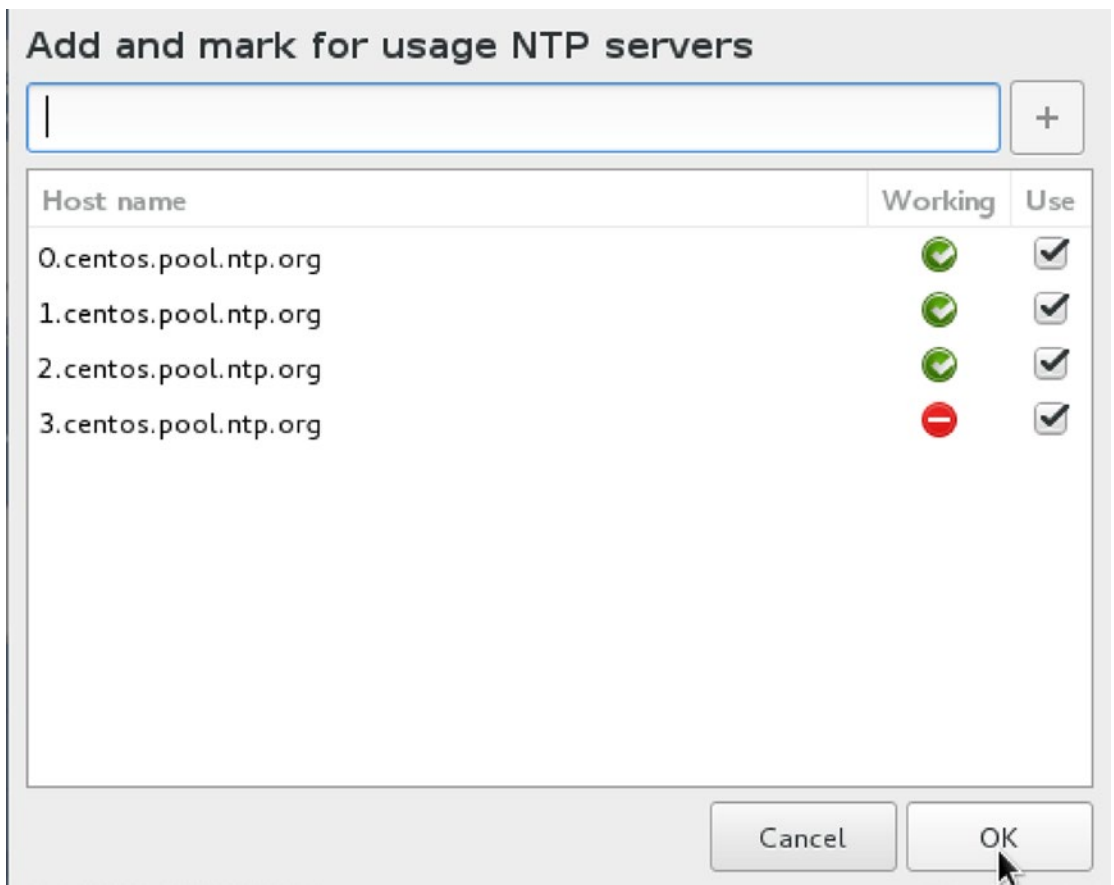 Add and mark for usage NTP servers
+
Host name Working Use
0.centos.pool.ntp.org
1.centos.pool.ntp.org
2.centos.pool.ntp.org
3.centos.pool.ntp.org
Cancel OK